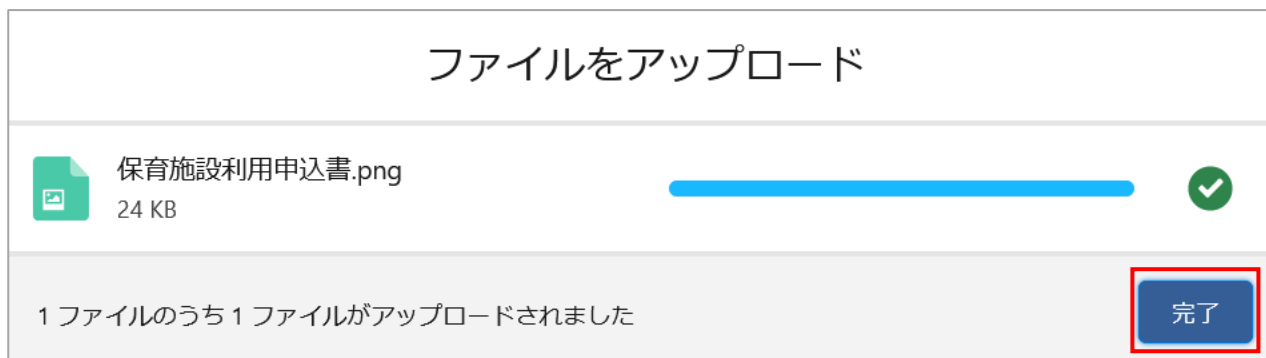 ファイルをアップロード
保育施設利用申込書.png
24 KB
1 ファイルのうち 1 ファイルがアップロードされました
完了